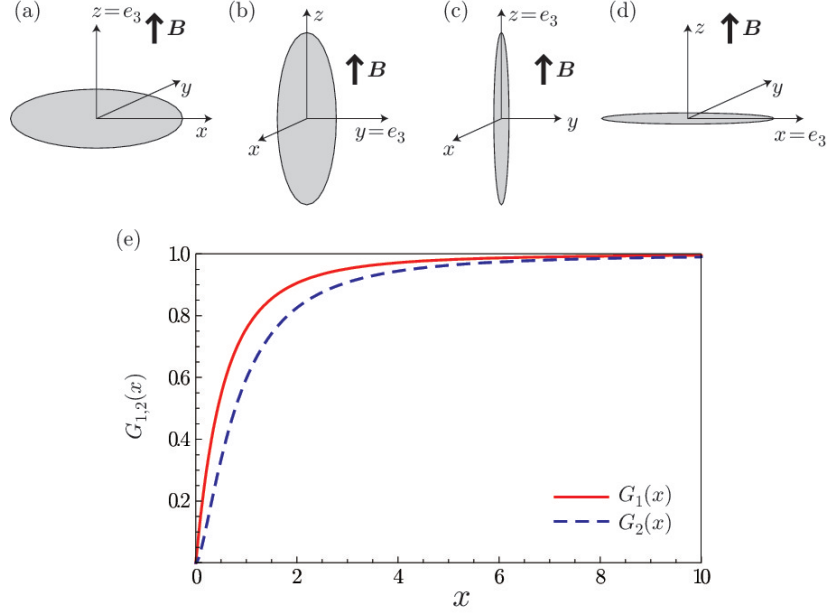 (a)
z=e3
B
y
x
(b)
z
B
x
y=e3
(c)
z=e3
B
x
y
(d)
z
B
y
x=e3
(e)
G1,2(x)
1.0
0.8
0.6
0.4
0.2
0 2 4 6 8 10
x
G1(x)
G2(x)